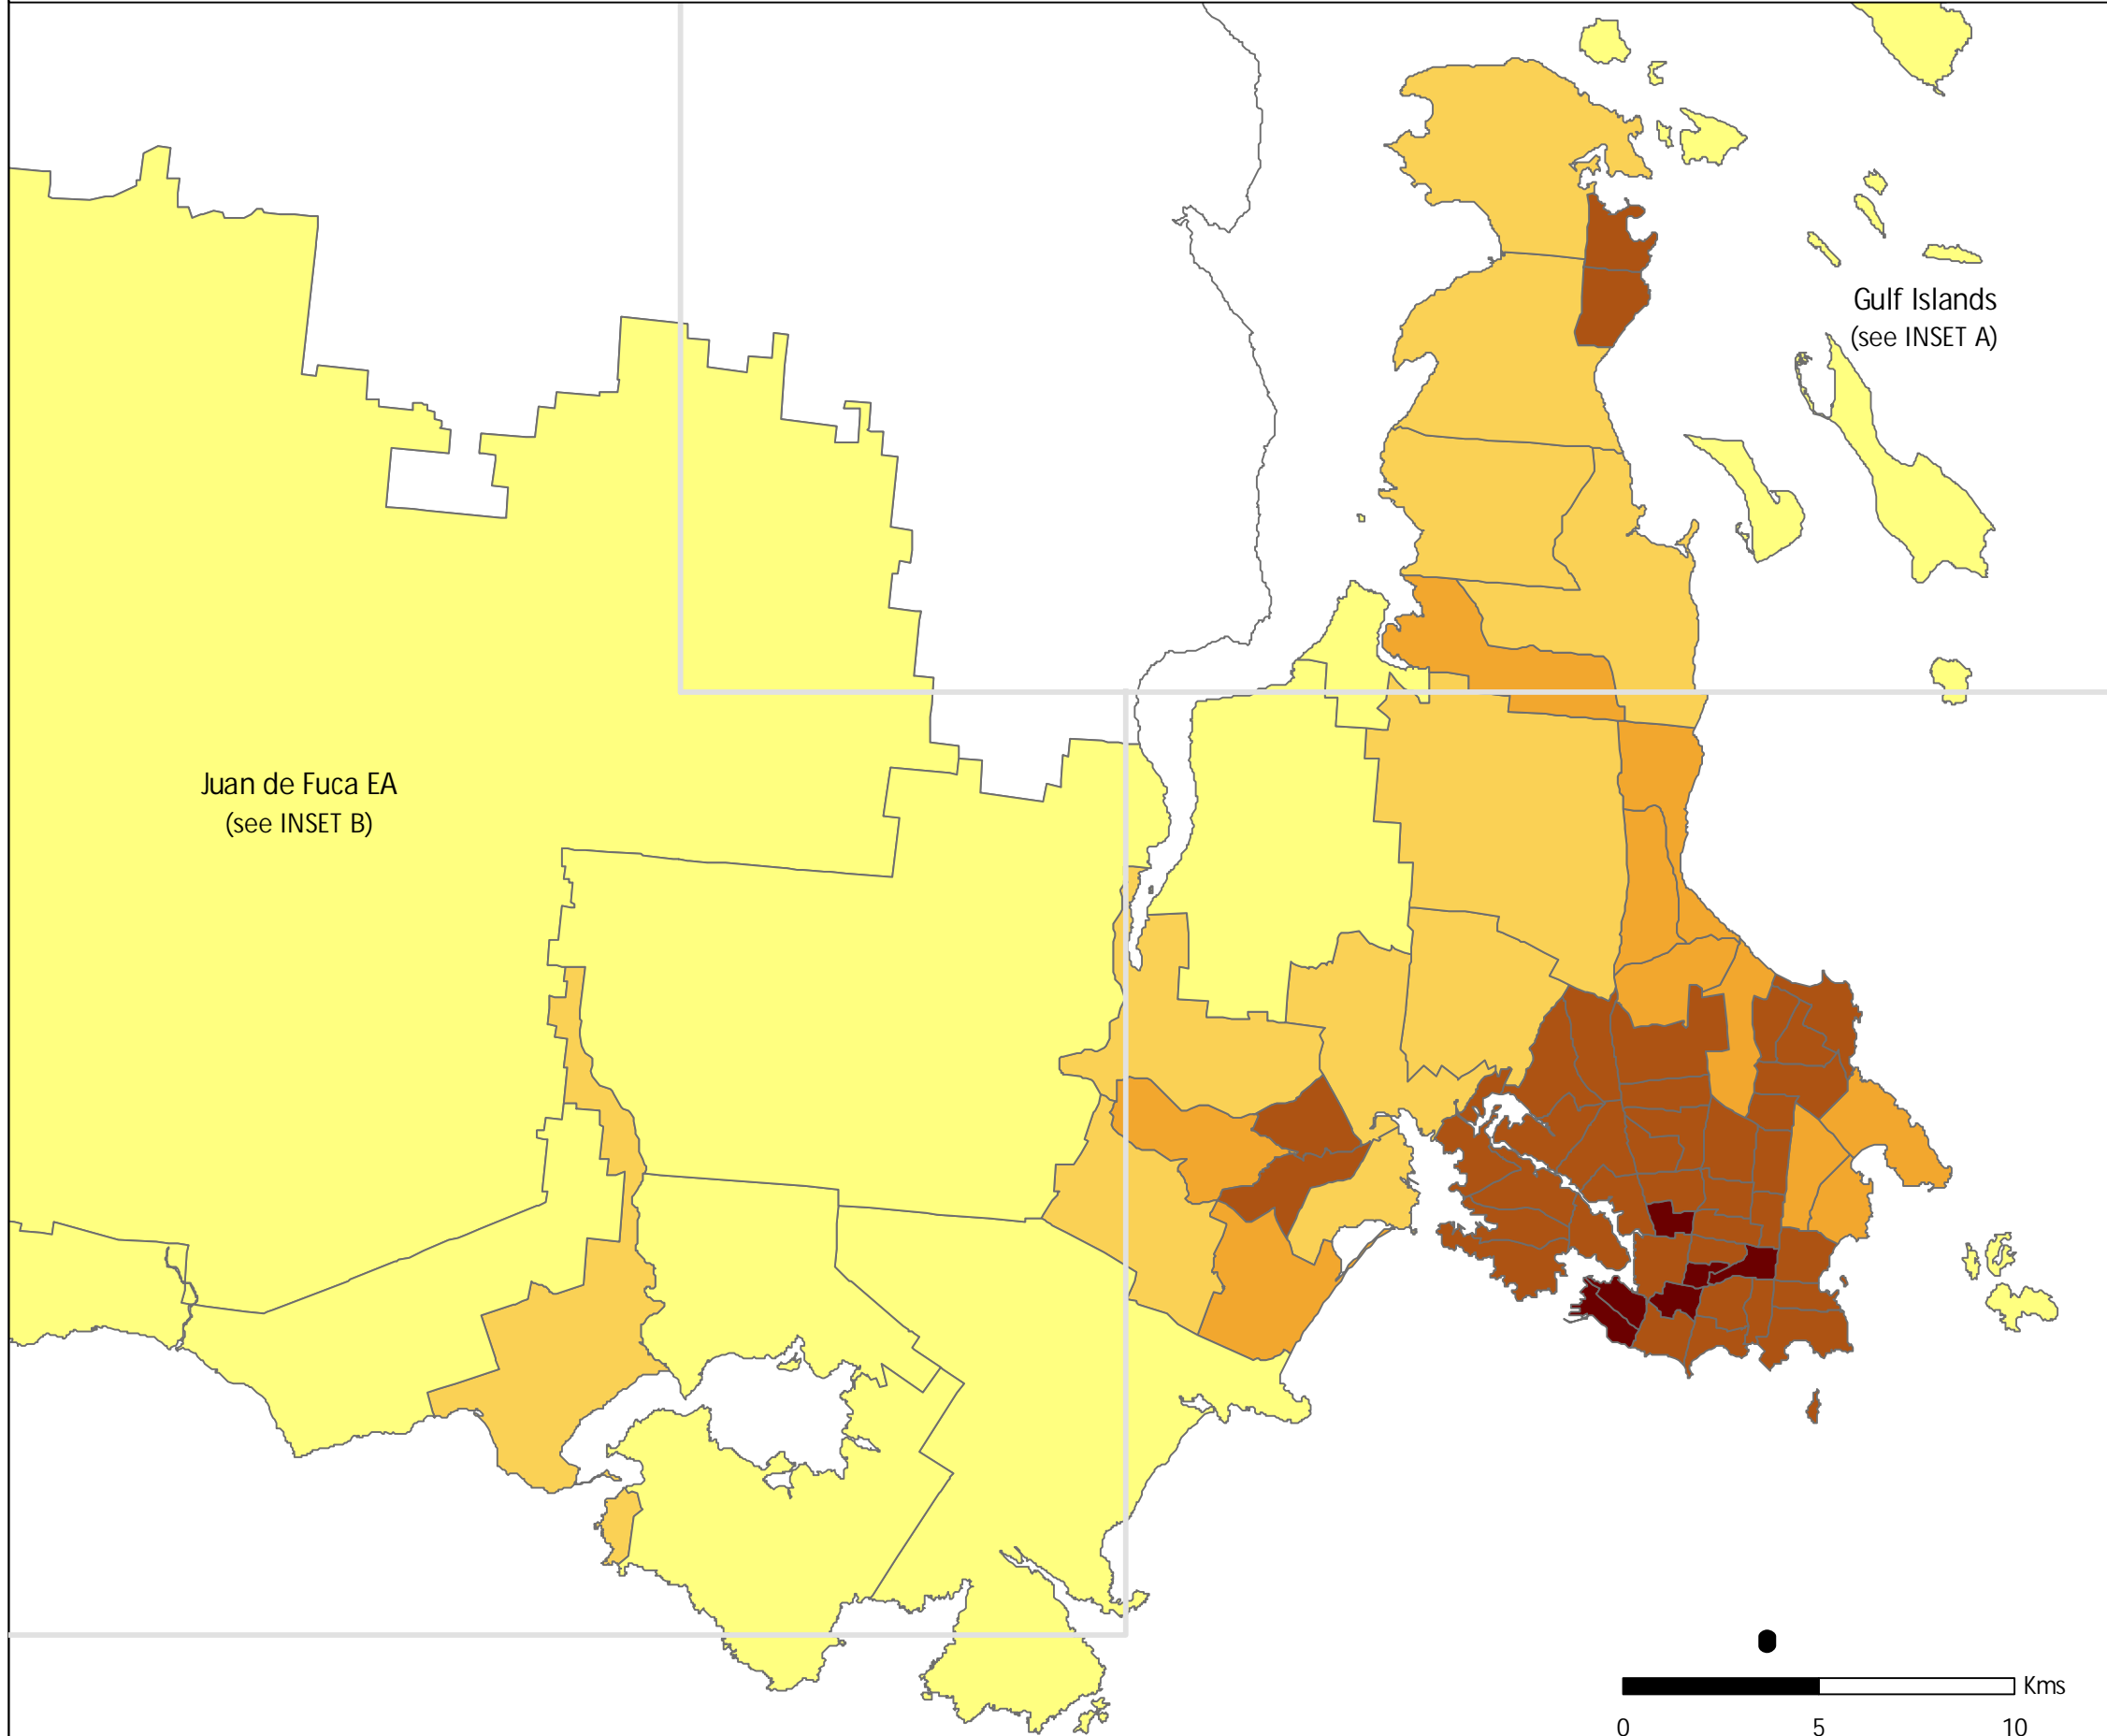 Gulf Islands
(see INSET A)
Juan de Fuca EA
(see INSET B)
Kms
0 5 10